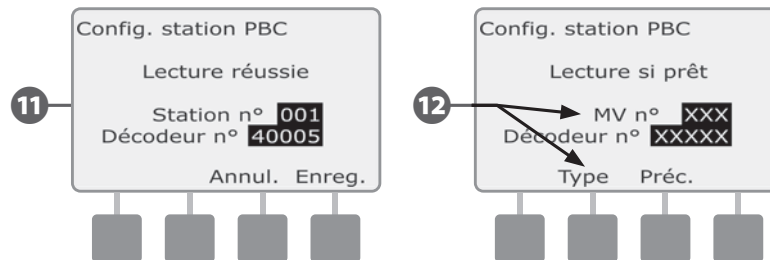 Config. station PBC
Lecture réussie
11
Station n° 001
Décodeur n° 40005
Annul. Enreg.
Config. station PBC
Lecture si prêt
12
MV n° XXX
Décodeur n° XXXXX
Type Préc.